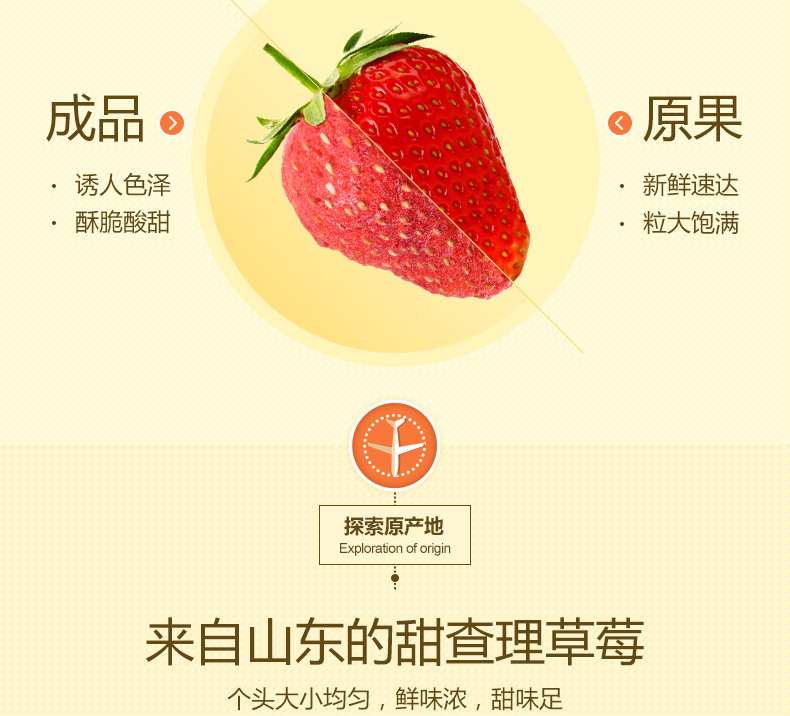 成品
· 诱人色泽
· 酥脆酸甜
原果
· 新鲜速达
· 粒大饱满
探索原产地
Exploration of origin
来自山东的甜查理草莓
个头大小均匀，鲜味浓，甜味足